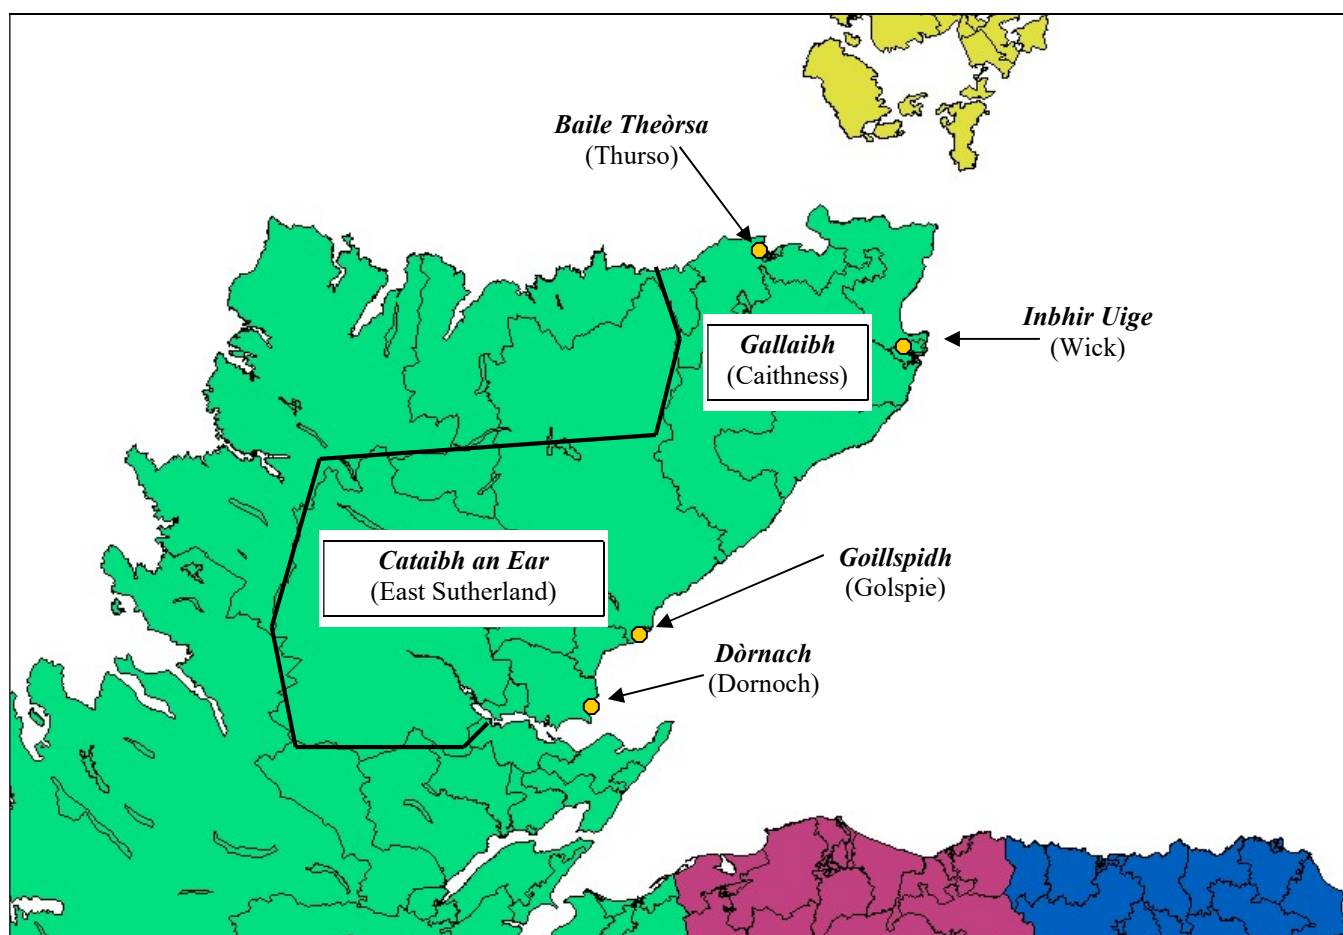 Baile Theòrsa
(Thurso)
Inbhir Uige
(Wick)
Gallaibh
(Caithness)
Cataibh an Ear
(East Sutherland)
Goillspidh
(Golspie)
Dòrnach
(Dornoch)